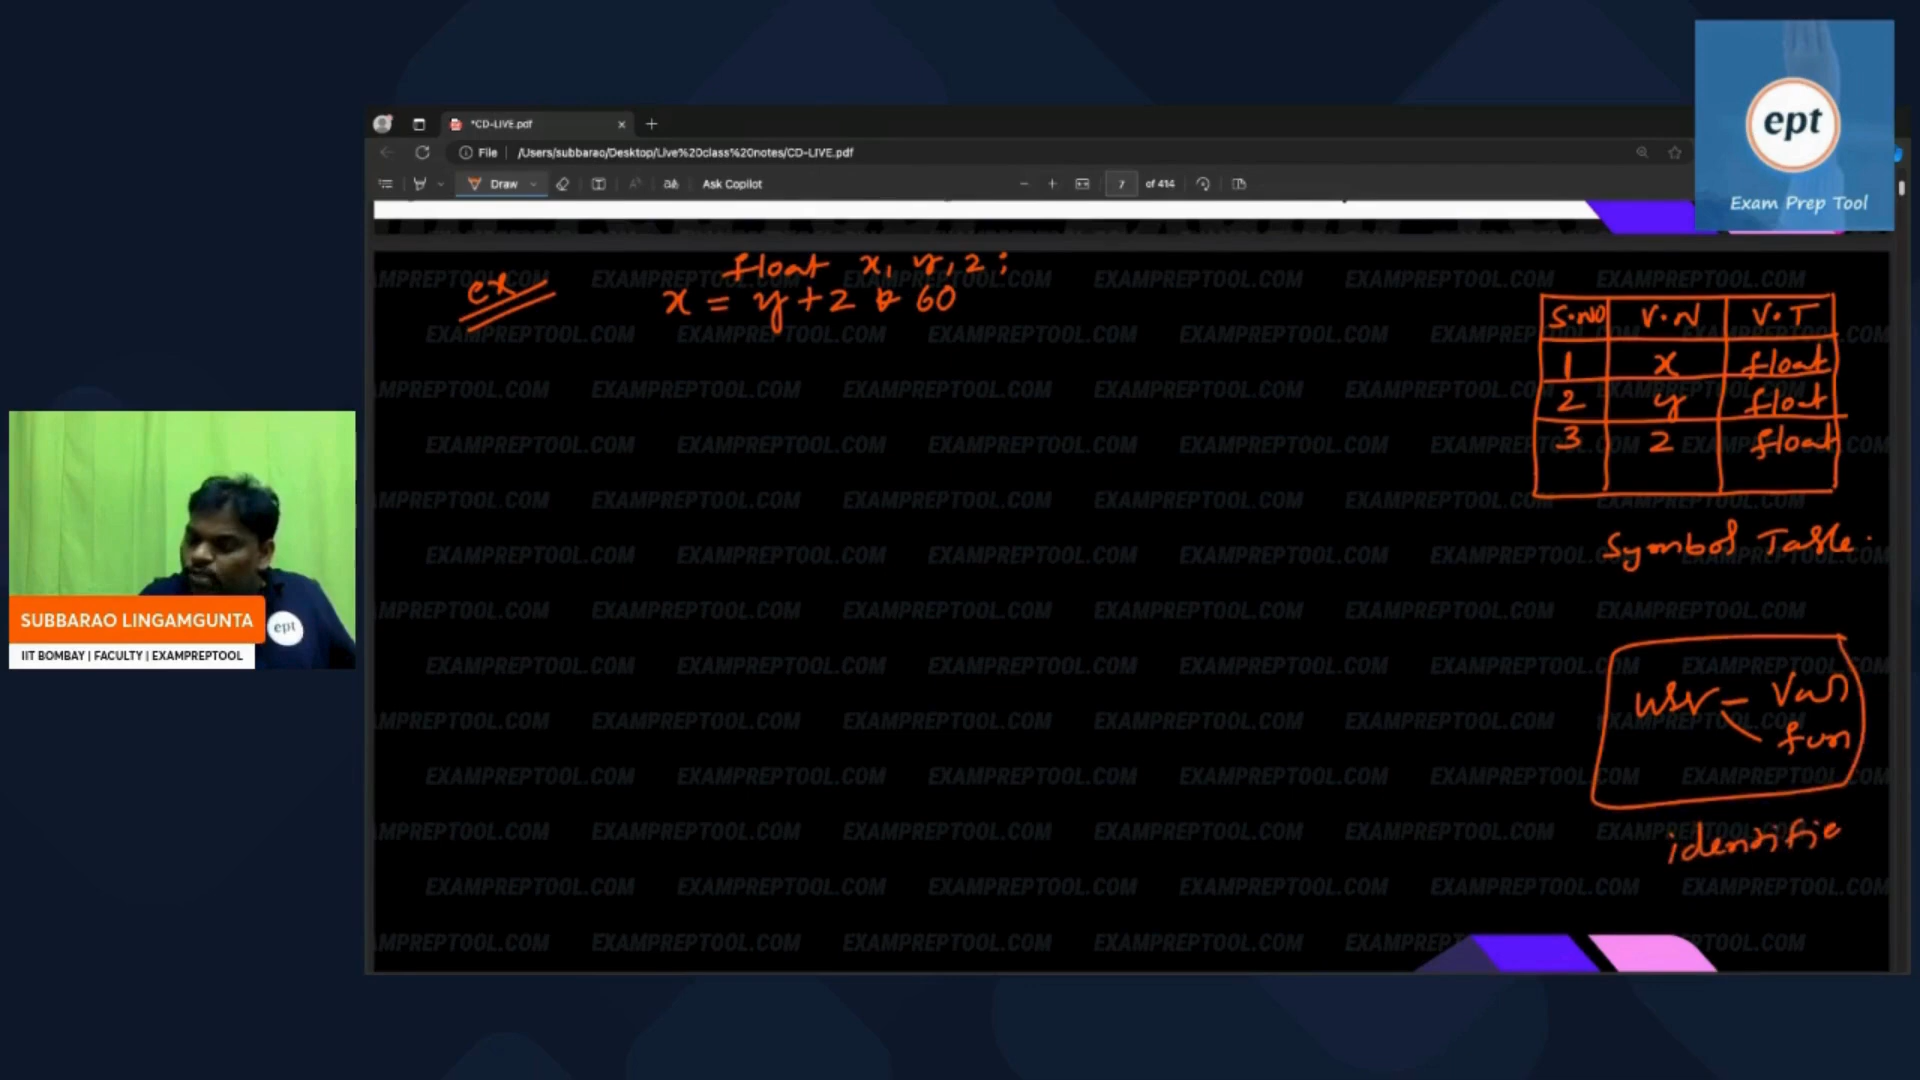 ept
Exam Prep Tool
*CD-LIVE.pdf
File | /Users/subbarao/Desktop/Live%20class%20notes/CD-LIVE.pdf
Draw
Ask Copilot
7 of 414
ex
float x, y, z;
x = y + z * 60
S.NO V.N V.T
1 x float
2 y float
3 z float
Symbol Table.
usr - Var
fun
identifie
SUBBARAO LINGAMGUNTA
ept
IIT BOMBAY | FACULTY | EXAMPREPTOOL
EXAMPREPTOOL.COM